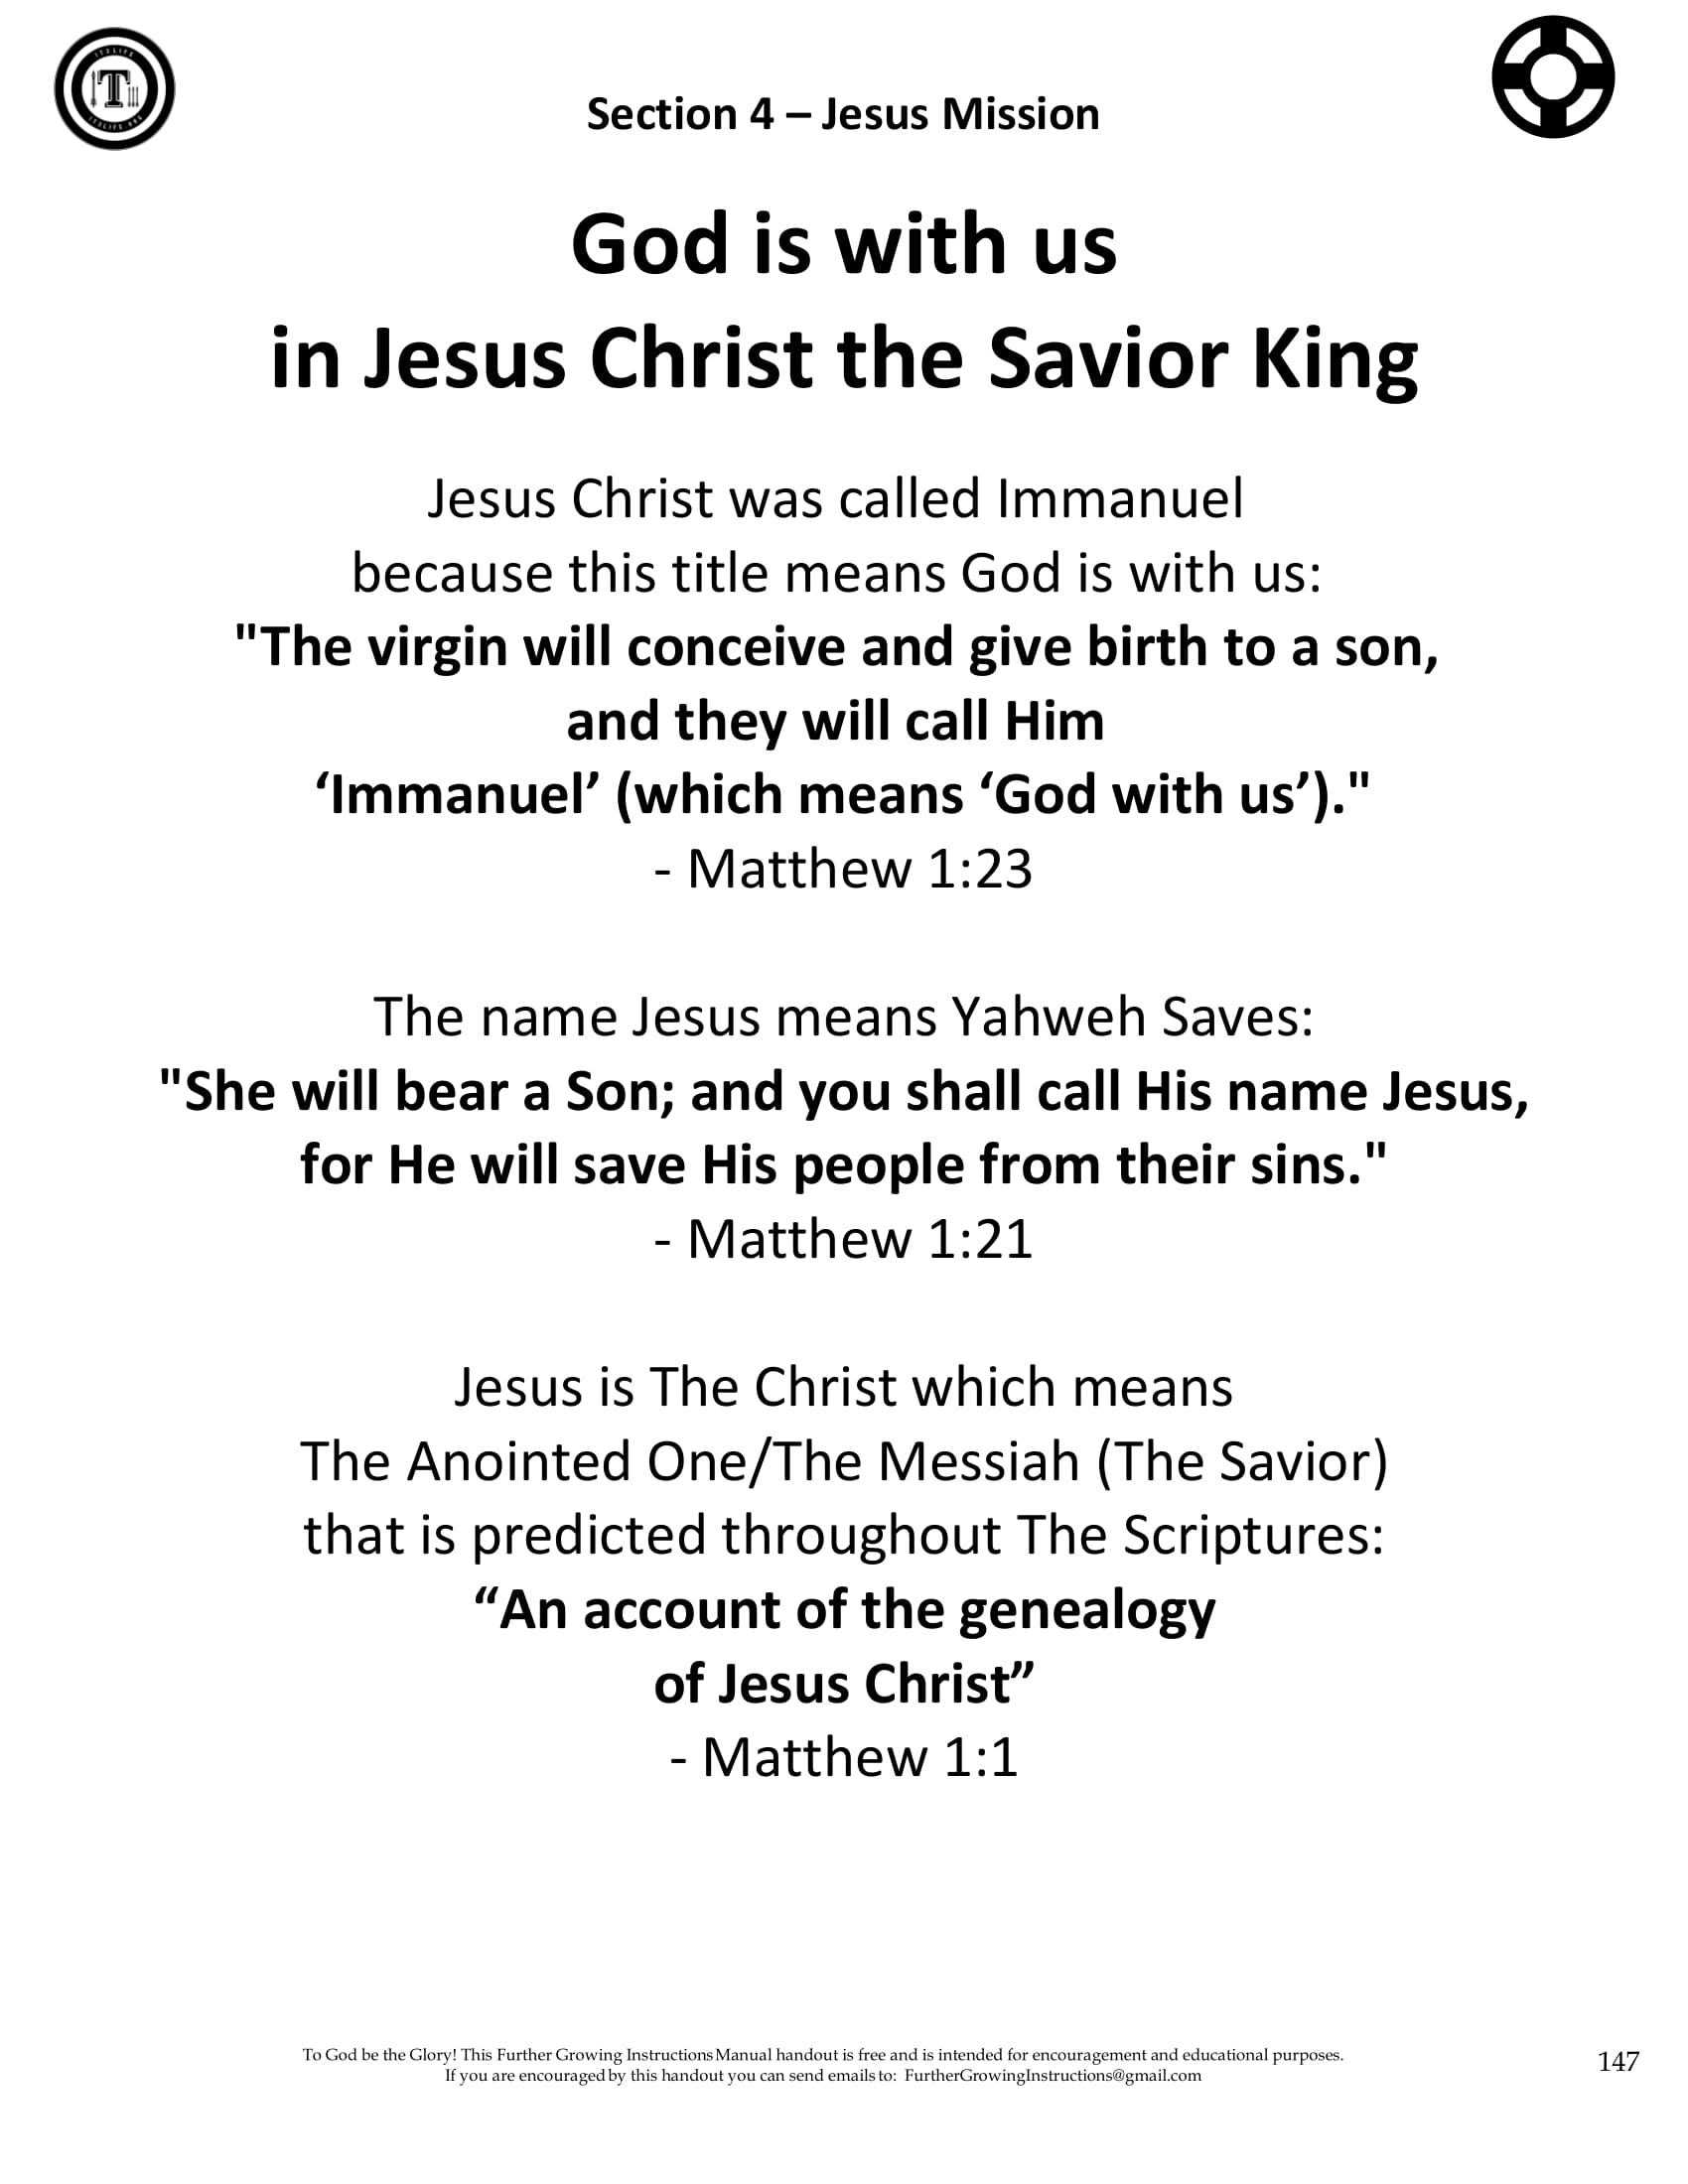 Section 4 – Jesus Mission
God is with us
in Jesus Christ the Savior King
Jesus Christ was called Immanuel
because this title means God is with us:
"The virgin will conceive and give birth to a son,
and they will call Him
‘Immanuel’ (which means ‘God with us’)."
- Matthew 1:23
The name Jesus means Yahweh Saves:
"She will bear a Son; and you shall call His name Jesus,
for He will save His people from their sins."
- Matthew 1:21
Jesus is The Christ which means
The Anointed One/The Messiah (The Savior)
that is predicted throughout The Scriptures:
“An account of the genealogy
of Jesus Christ”
- Matthew 1:1
To God be the Glory! This Further Growing Instructions Manual handout is free and is intended for encouragement and educational purposes.
If you are encouraged by this handout you can send emails to: FurtherGrowingInstructions@gmail.com
147